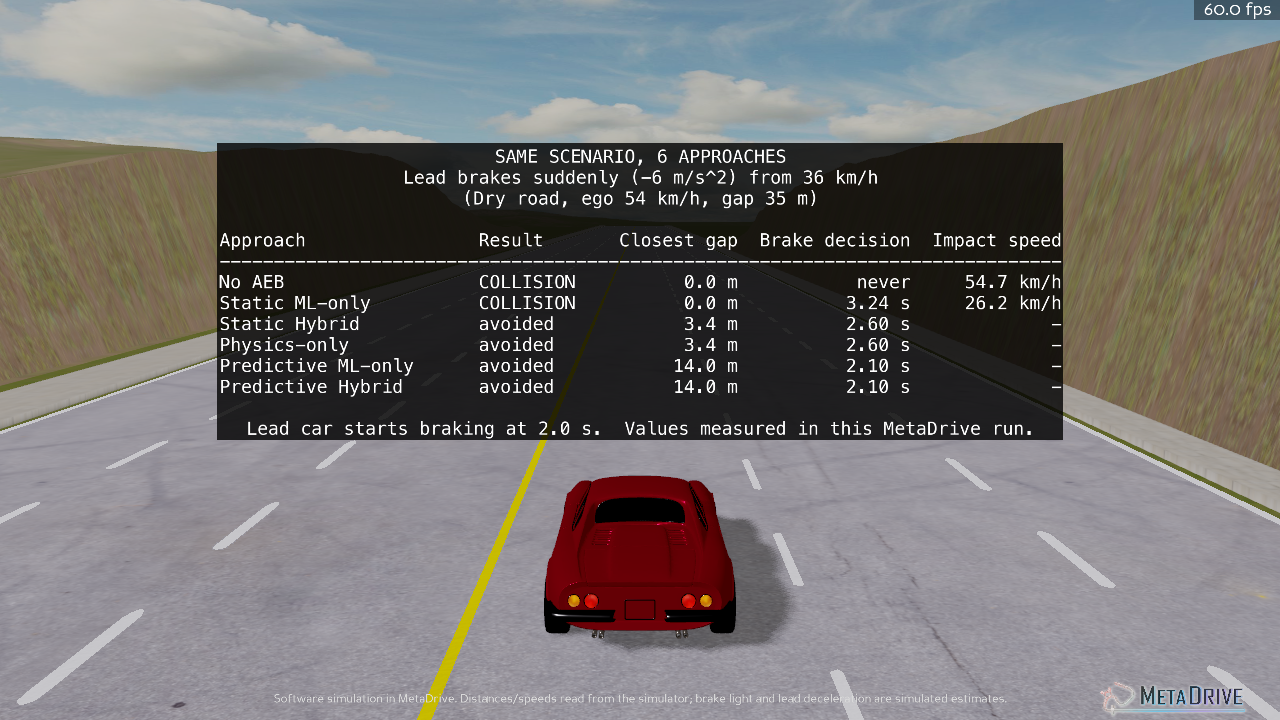 60.0 fps
SAME SCENARIO, 6 APPROACHES
Lead brakes suddenly (−6 m/s^2) from 36 km/h
(Dry road, ego 54 km/h, gap 35 m)
Approach Result Closest gap Brake decision Impact speed
No AEB COLLISION 0.0 m never 54.7 km/h
Static ML−only COLLISION 0.0 m 3.24 s 26.2 km/h
Static Hybrid avoided 3.4 m 2.60 s −
Physics−only avoided 3.4 m 2.60 s −
Predictive ML−only avoided 14.0 m 2.10 s −
Predictive Hybrid avoided 14.0 m 2.10 s −
Lead car starts braking at 2.0 s. Values measured in this MetaDrive run.
Software simulation in MetaDrive. Distances/speeds read from the simulator; brake light and lead deceleration are simulated estimates.
METADRIVE